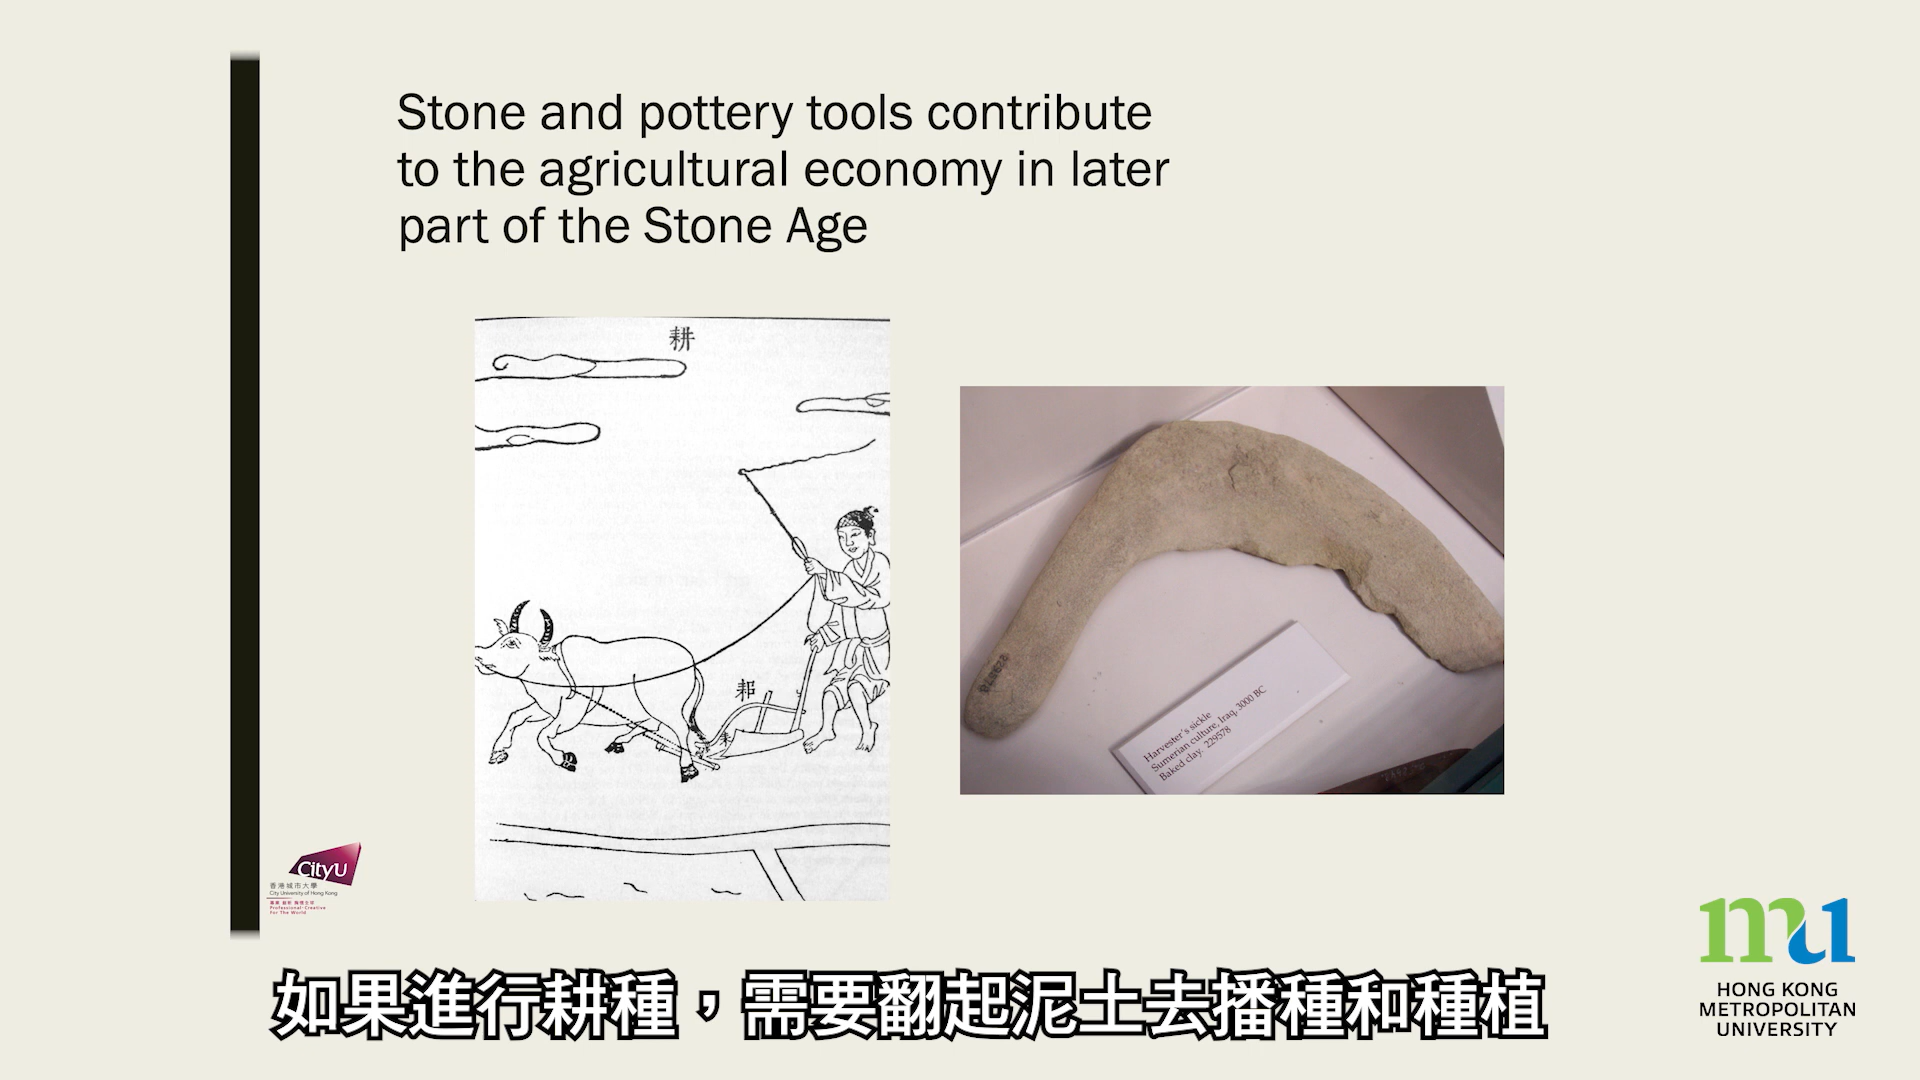 Stone and pottery tools contribute
to the agricultural economy in later
part of the Stone Age
耕
耜
Harvester's sickle
Sumerian culture, Iraq, 3000 BC
Baked clay. 229578
CityU
香港城市大學
City University of Hong Kong
專業 創新 胸懷全球
Professional·Creative
For The World
如果進行耕種，需要翻起泥土去播種和種植
mu
HONG KONG
METROPOLITAN
UNIVERSITY